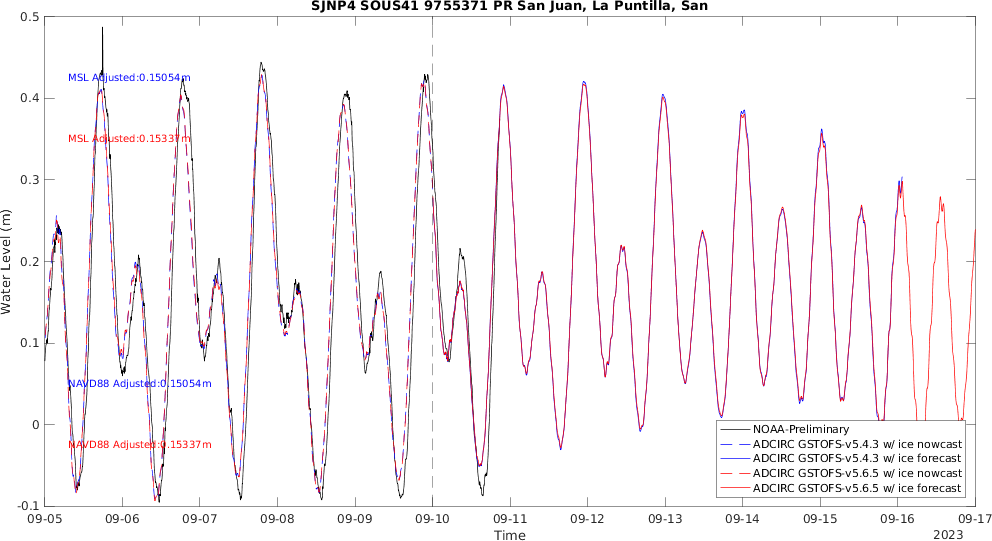 SJNP4 SOUS41 9755371 PR San Juan, La Puntilla, San
0.5
0.4
0.3
0.2
0.1
0
-0.1
Water Level (m)
MSL Adjusted:0.15054m
MSL Adjusted:0.15337m
NAVD88 Adjusted:0.15054m
NAVD88 Adjusted:0.15337m
NOAA-Preliminary
ADCIRC GSTOFS-v5.4.3 w/ ice nowcast
ADCIRC GSTOFS-v5.4.3 w/ ice forecast
ADCIRC GSTOFS-v5.6.5 w/ ice nowcast
ADCIRC GSTOFS-v5.6.5 w/ ice forecast
09-05 09-06 09-07 09-08 09-09 09-10 09-11 09-12 09-13 09-14 09-15 09-16 09-17
Time
2023